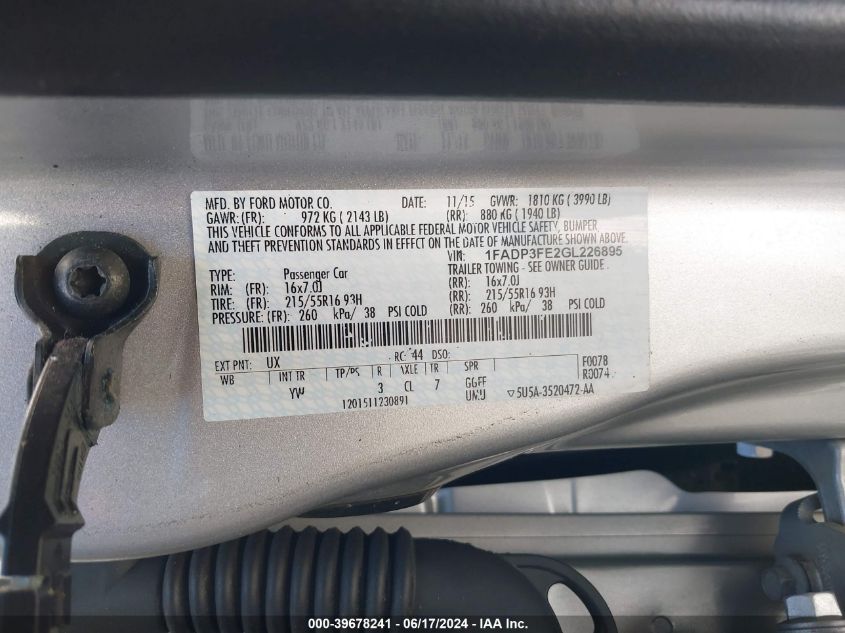 MFD. BY FORD MOTOR CO. DATE: 11/15 GVWR: 1810 KG ( 3990 LB)
GAWR: (FR): 972 KG ( 2143 LB) (RR): 880 KG ( 1940 LB)
THIS VEHICLE CONFORMS TO ALL APPLICABLE FEDERAL MOTOR VEHICLE SAFETY, BUMPER
AND THEFT PREVENTION STANDARDS IN EFFECT ON THE DATE OF MANUFACTURE SHOWN ABOVE.
VIN: 1FADP3FE2GL226895
TYPE: Passenger Car TRAILER TOWING - SEE OWNER GUIDE.
RIM: (FR): 16x7.0J (RR): 16x7.0J
TIRE: (FR): 215/55R16 93H (RR): 215/55R16 93H
PRESSURE: (FR): 260 kPa/ 38 PSI COLD (RR): 260 kPa/ 38 PSI COLD
EXT PNT: UX RC: 44 DSO: F0078
WB INT TR TP/PS R AXLE TR SPR R0074
YW 3 CL 7 GGFF
1201511230891 UMU ▽5U5A-3520472-AA
000-39678241 - 06/17/2024 - IAA Inc.